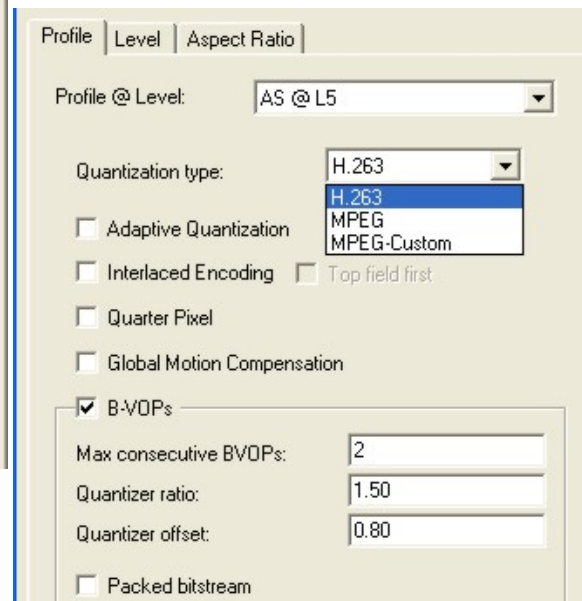 Profile Level Aspect Ratio
Profile @ Level: AS @ L5
Quantization type: H.263
H.263
MPEG
MPEG-Custom
Adaptive Quantization
Interlaced Encoding Top field first
Quarter Pixel
Global Motion Compensation
B-VOPs
Max consecutive BVOPs: 2
Quantizer ratio: 1.50
Quantizer offset: 0.80
Packed bitstream